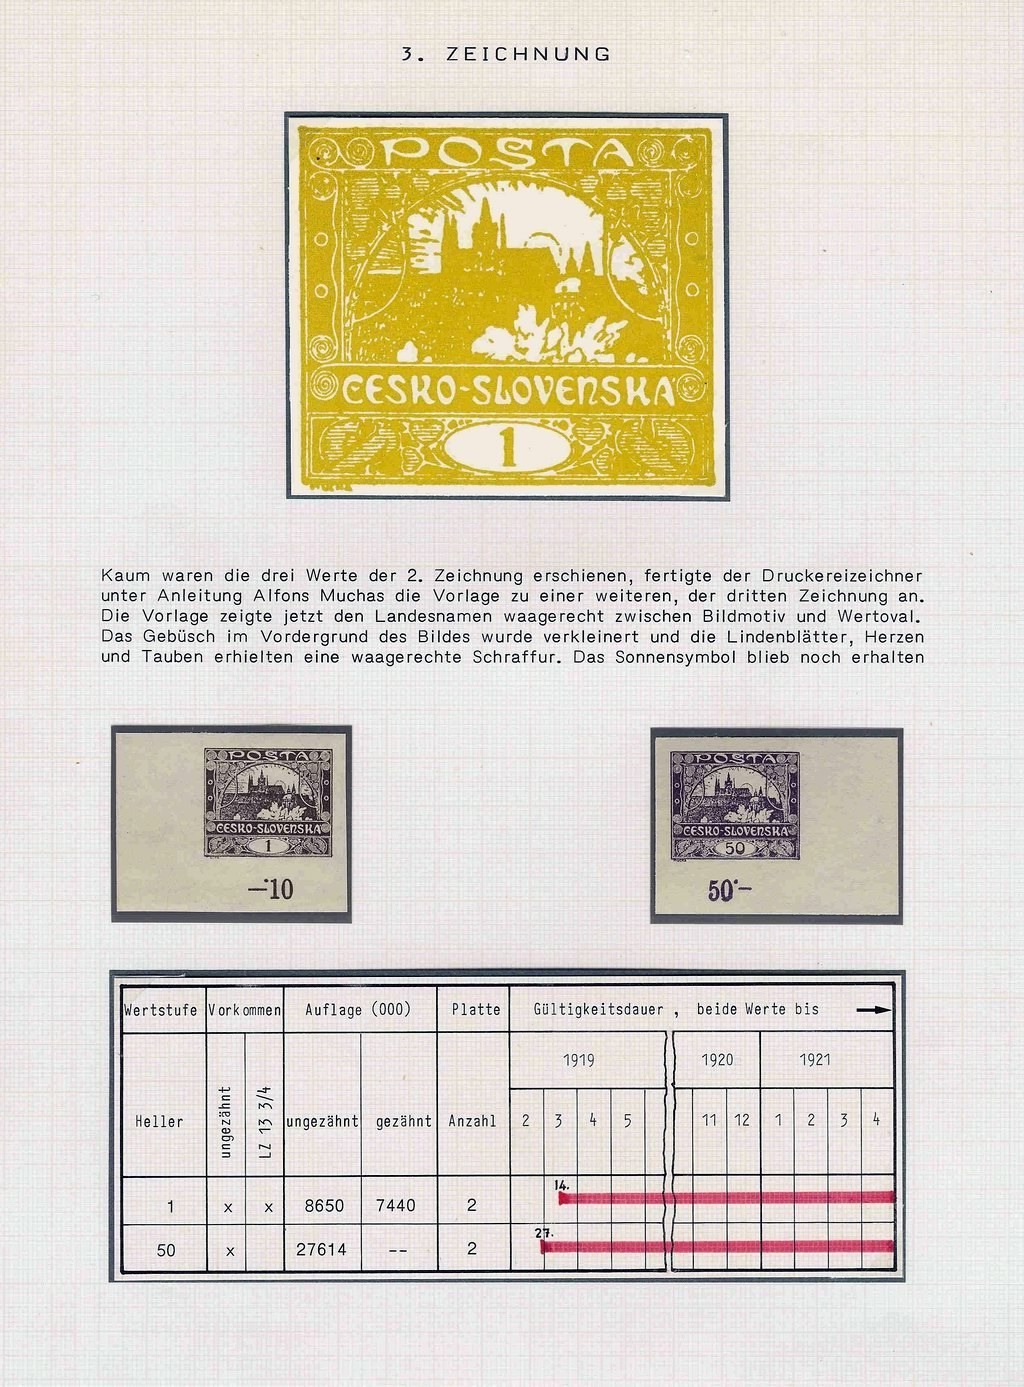 3. ZEICHNUNG
POSTA
CESKO-SLOVENSKA
1
MUCHA
Kaum waren die drei Werte der 2. Zeichnung erschienen, fertigte der Druckereizeichner
unter Anleitung Alfons Muchas die Vorlage zu einer weiteren, der dritten Zeichnung an.
Die Vorlage zeigte jetzt den Landesnamen waagerecht zwischen Bildmotiv und Wertoval.
Das Gebüsch im Vordergrund des Bildes wurde verkleinert und die Lindenblätter, Herzen
und Tauben erhielten eine waagerechte Schraffur. Das Sonnensymbol blieb noch erhalten
POSTA
CESKO-SLOVENSKA
1
—·10
POSTA
CESKO-SLOVENSKA
50
MUCHA
50·—
Wertstufe Vorkommen Auflage (000) Platte Gültigkeitsdauer , beide Werte bis →
1919 1920 1921
Heller ungezähnt LZ 13 3/4 ungezähnt gezähnt Anzahl 2 3 4 5 11 12 1 2 3 4
14.
1 x x 8650 7440 2
27.
50 x 27614 -- 2